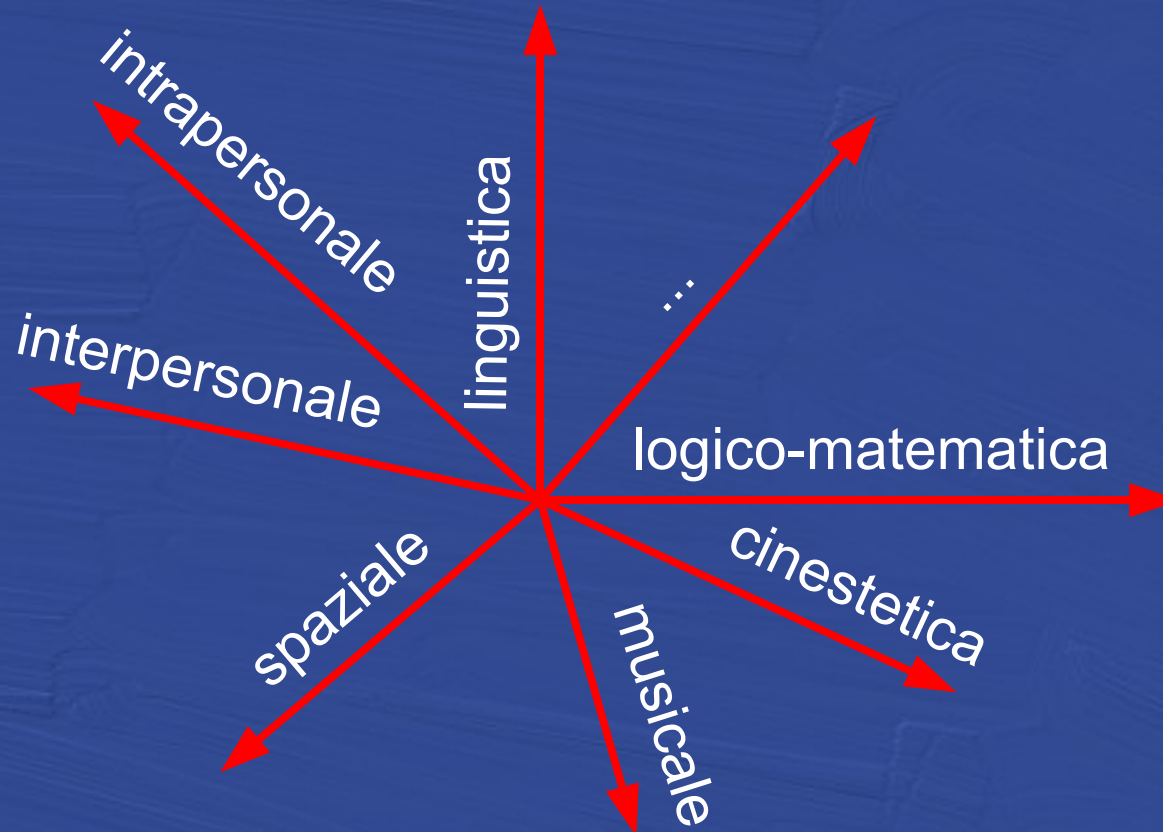 intrapersonale
linguistica
...
interpersonale
logico-matematica
cinestetica
spaziale
musicale